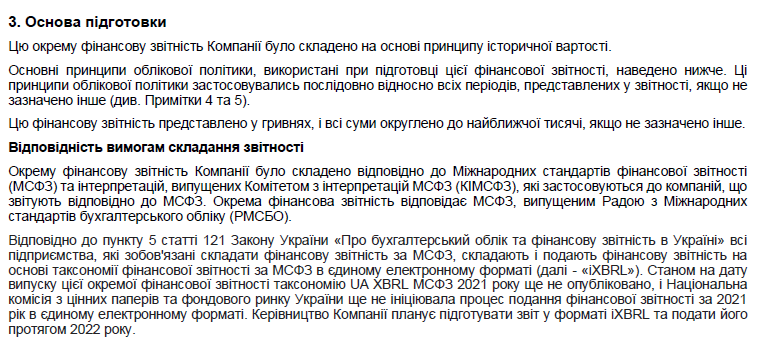 3. Основа підготовки
Цю окрему фінансову звітність Компанії було складено на основі принципу історичної вартості.
Основні принципи облікової політики, використані при підготовці цієї фінансової звітності, наведено нижче. Ці
принципи облікової політики застосовувались послідовно відносно всіх періодів, представлених у звітності, якщо не
зазначено інше (див. Примітки 4 та 5).
Цю фінансову звітність представлено у гривнях, і всі суми округлено до найближчої тисячі, якщо не зазначено інше.
Відповідність вимогам складання звітності
Окрему фінансову звітність Компанії було складено відповідно до Міжнародних стандартів фінансової звітності
(МСФЗ) та інтерпретацій, випущених Комітетом з інтерпретацій МСФЗ (КІМСФЗ), які застосовуються до компаній, що
звітують відповідно до МСФЗ. Окрема фінансова звітність відповідає МСФЗ, випущеним Радою з Міжнародних
стандартів бухгалтерського обліку (РМСБО).
Відповідно до пункту 5 статті 121 Закону України «Про бухгалтерський облік та фінансову звітність в Україні» всі
підприємства, які зобов'язані складати фінансову звітність за МСФЗ, складають і подають фінансову звітність на
основі таксономії фінансової звітності за МСФЗ в єдиному електронному форматі (далі - «iXBRL»). Станом на дату
випуску цієї окремої фінансової звітності таксономію UA XBRL МСФЗ 2021 року ще не опубліковано, і Національна
комісія з цінних паперів та фондового ринку України ще не ініціювала процес подання фінансової звітності за 2021
рік в єдиному електронному форматі. Керівництво Компанії планує підготувати звіт у форматі iXBRL та подати його
протягом 2022 року.